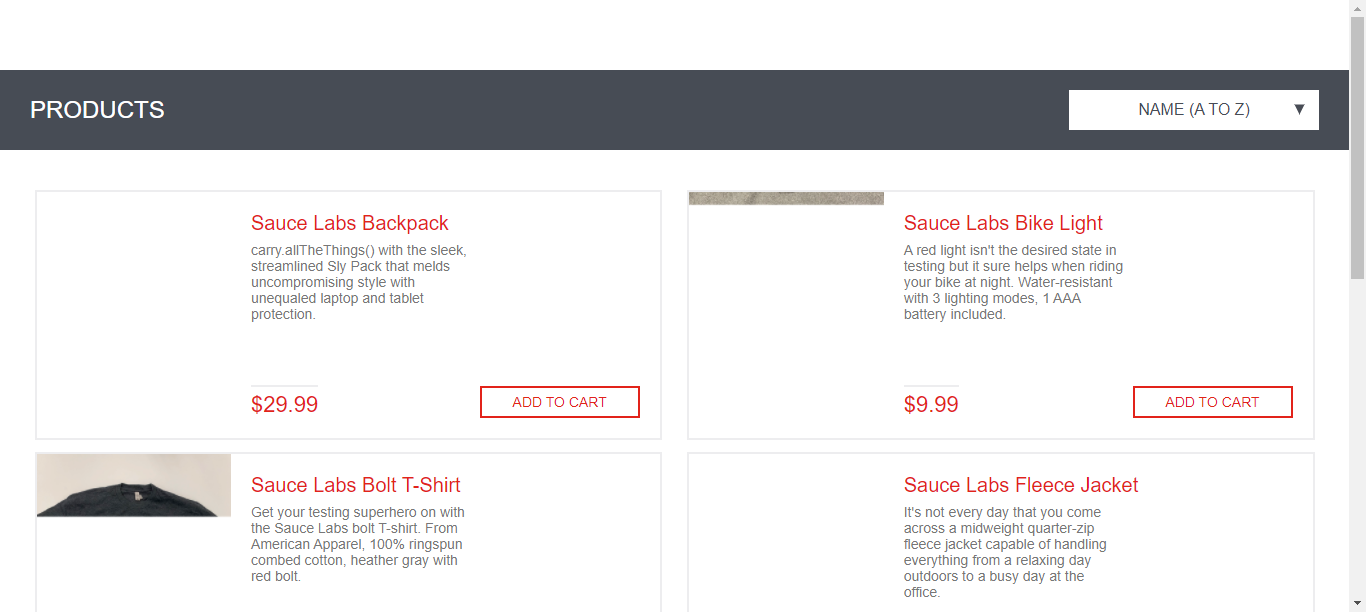 PRODUCTS
NAME (A TO Z)
Sauce Labs Backpack
carry.allTheThings() with the sleek,
streamlined Sly Pack that melds
uncompromising style with
unequaled laptop and tablet
protection.
$29.99
ADD TO CART
Sauce Labs Bike Light
A red light isn't the desired state in
testing but it sure helps when riding
your bike at night. Water-resistant
with 3 lighting modes, 1 AAA
battery included.
$9.99
ADD TO CART
Sauce Labs Bolt T-Shirt
Get your testing superhero on with
the Sauce Labs bolt T-shirt. From
American Apparel, 100% ringspun
combed cotton, heather gray with
red bolt.
Sauce Labs Fleece Jacket
It's not every day that you come
across a midweight quarter-zip
fleece jacket capable of handling
everything from a relaxing day
outdoors to a busy day at the
office.